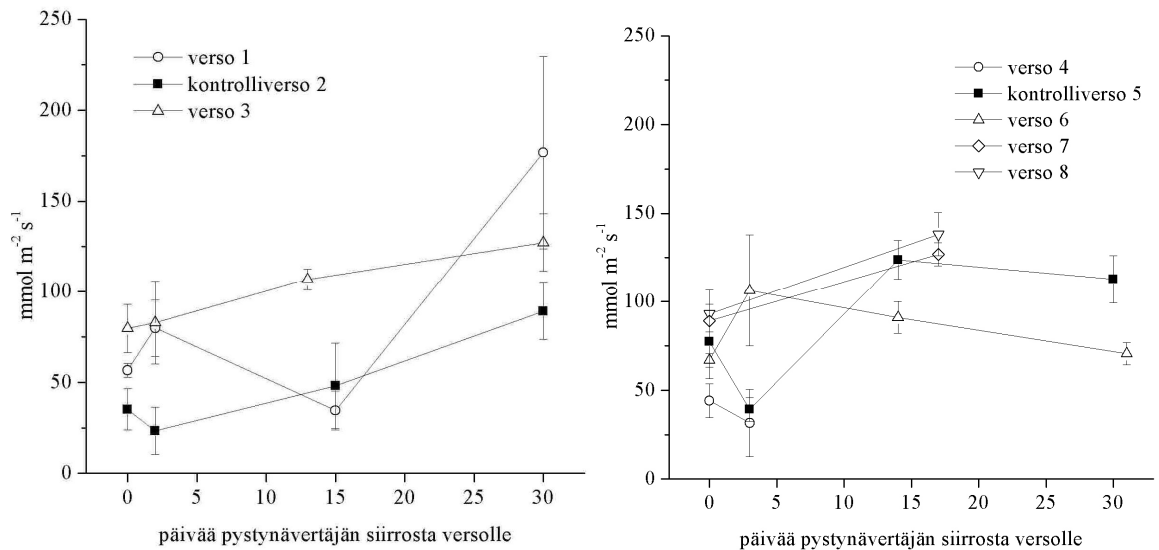 250
200
150
100
50
0
mmol m⁻² s⁻¹
verso 1
kontrolliverso 2
verso 3
0 5 10 15 20 25 30
päivää pystynävertäjän siirrosta versolle
250
200
150
100
50
0
mmol m⁻² s⁻¹
verso 4
kontrolliverso 5
verso 6
verso 7
verso 8
0 5 10 15 20 25 30
päivää pystynävertäjän siirrosta versolle